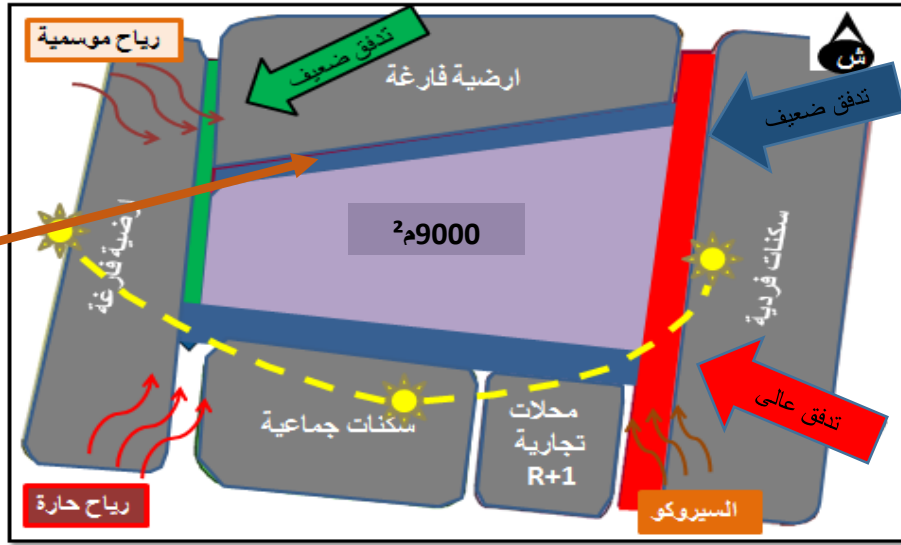 رياح موسمية
تدفق ضعيف
ارضية فارغة
ش
تدفق ضعيف
ارضية فارغة
9000م²
سكنات فردية
سكنات جماعية
محلات
تجارية
R+1
تدفق عالي
رياح حارة
السيروكو